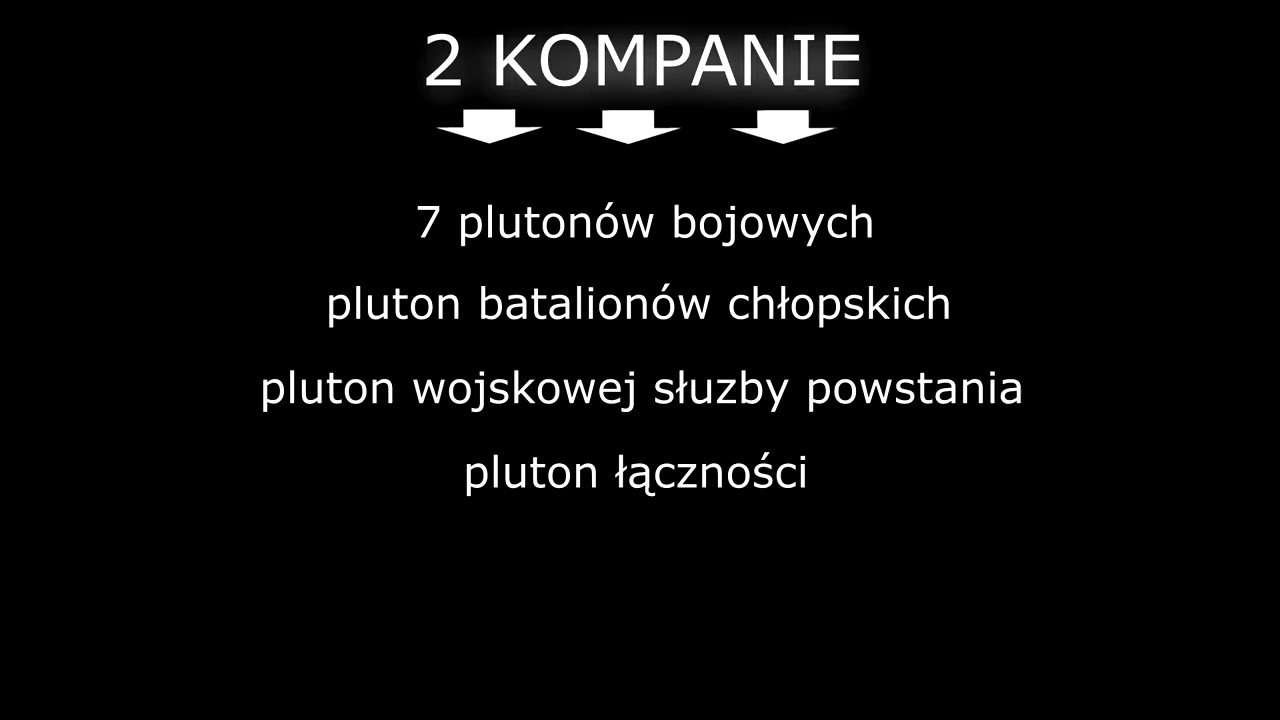 2 KOMPANIE
7 plutonów bojowych
pluton batalionów chłopskich
pluton wojskowej słuzby powstania
pluton łączności